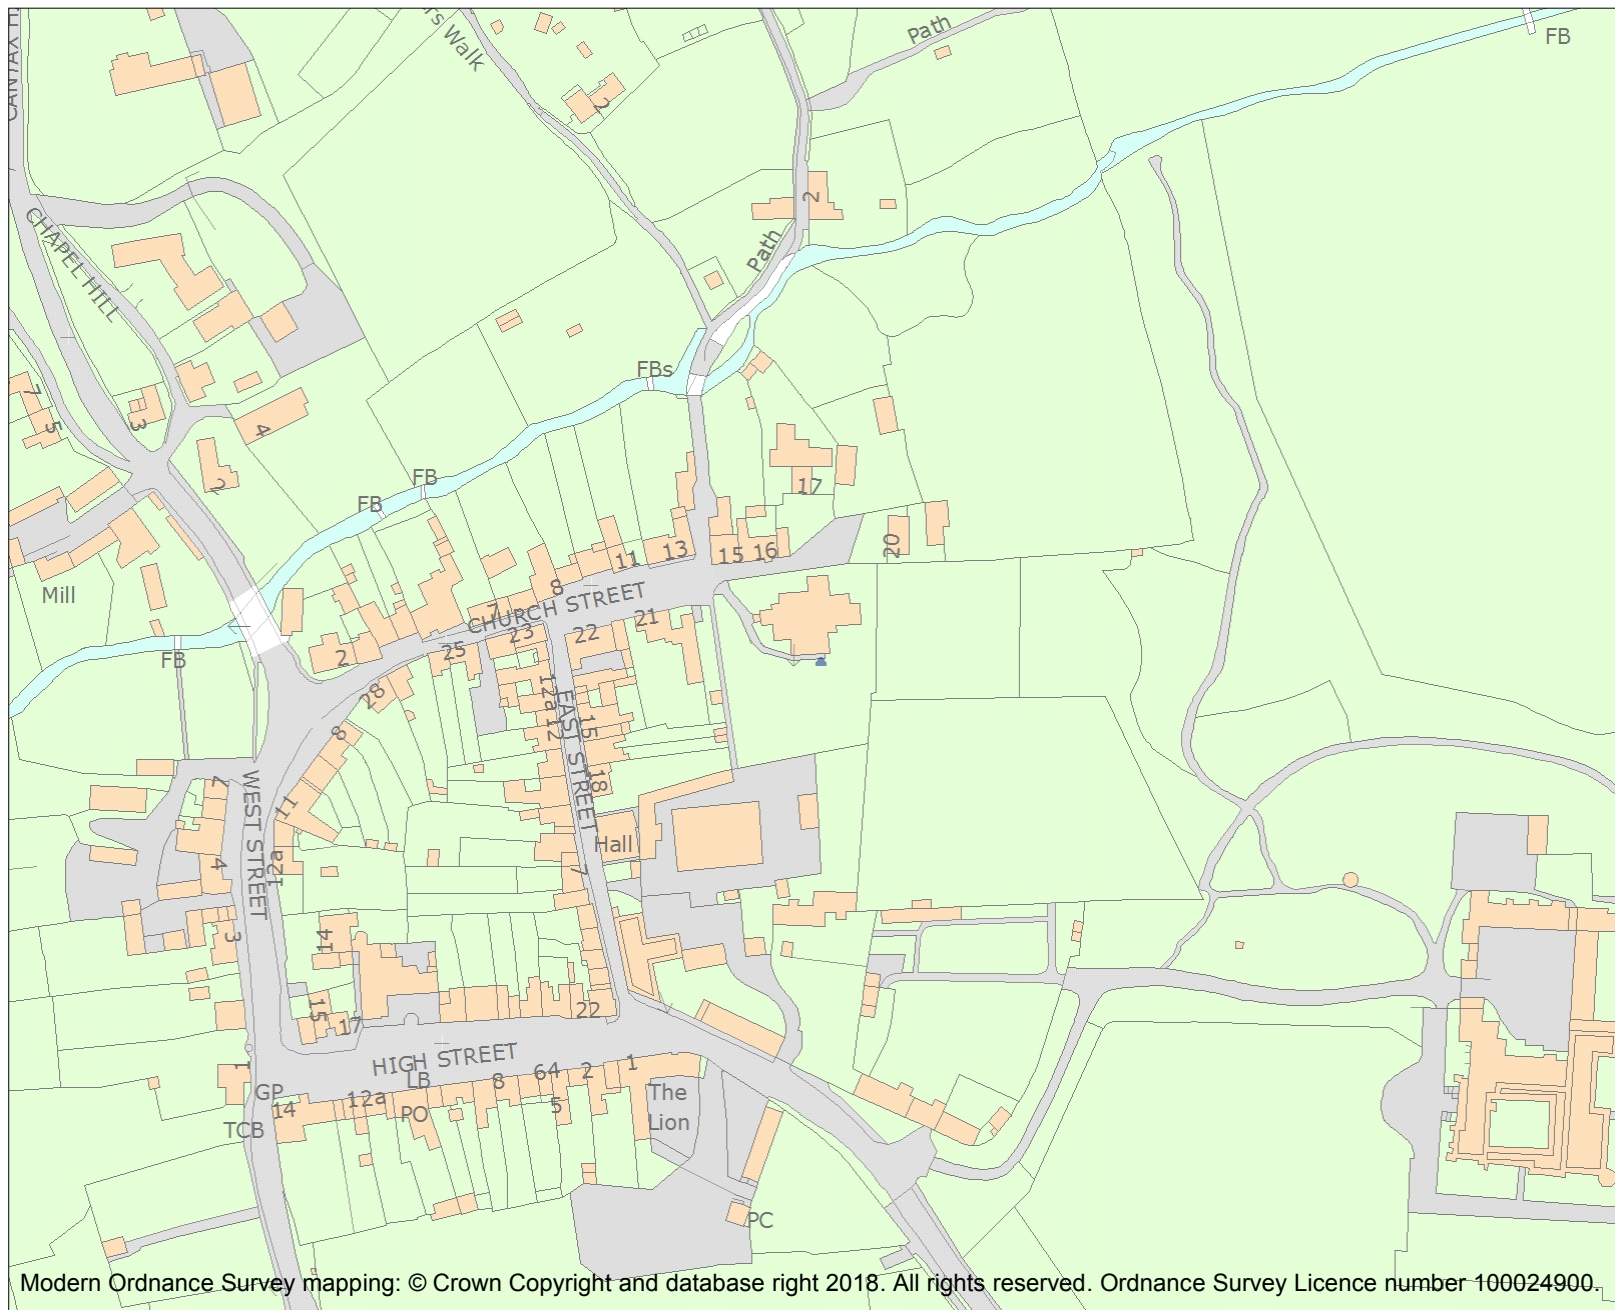 CANTAX H
rs Walk
Path
FB
2
2
Path
CHAPEL HILL
FBs
7
5
3
4
2
FB
FB
17
20
Mill
11
13
15
16
8
7
CHURCH STREET
21
22
23
25
2
FB
28
12a
12
EAST STREET
15
18
8
7
WEST STREET
11
Hall
7
4
12a
3
14
15
17
22
HIGH STREET
1
GP
LB
12a
8
64
2
1
The
Lion
14
PO
5
TCB
PC
Modern Ordnance Survey mapping: © Crown Copyright and database right 2018. All rights reserved. Ordnance Survey Licence number 100024900.